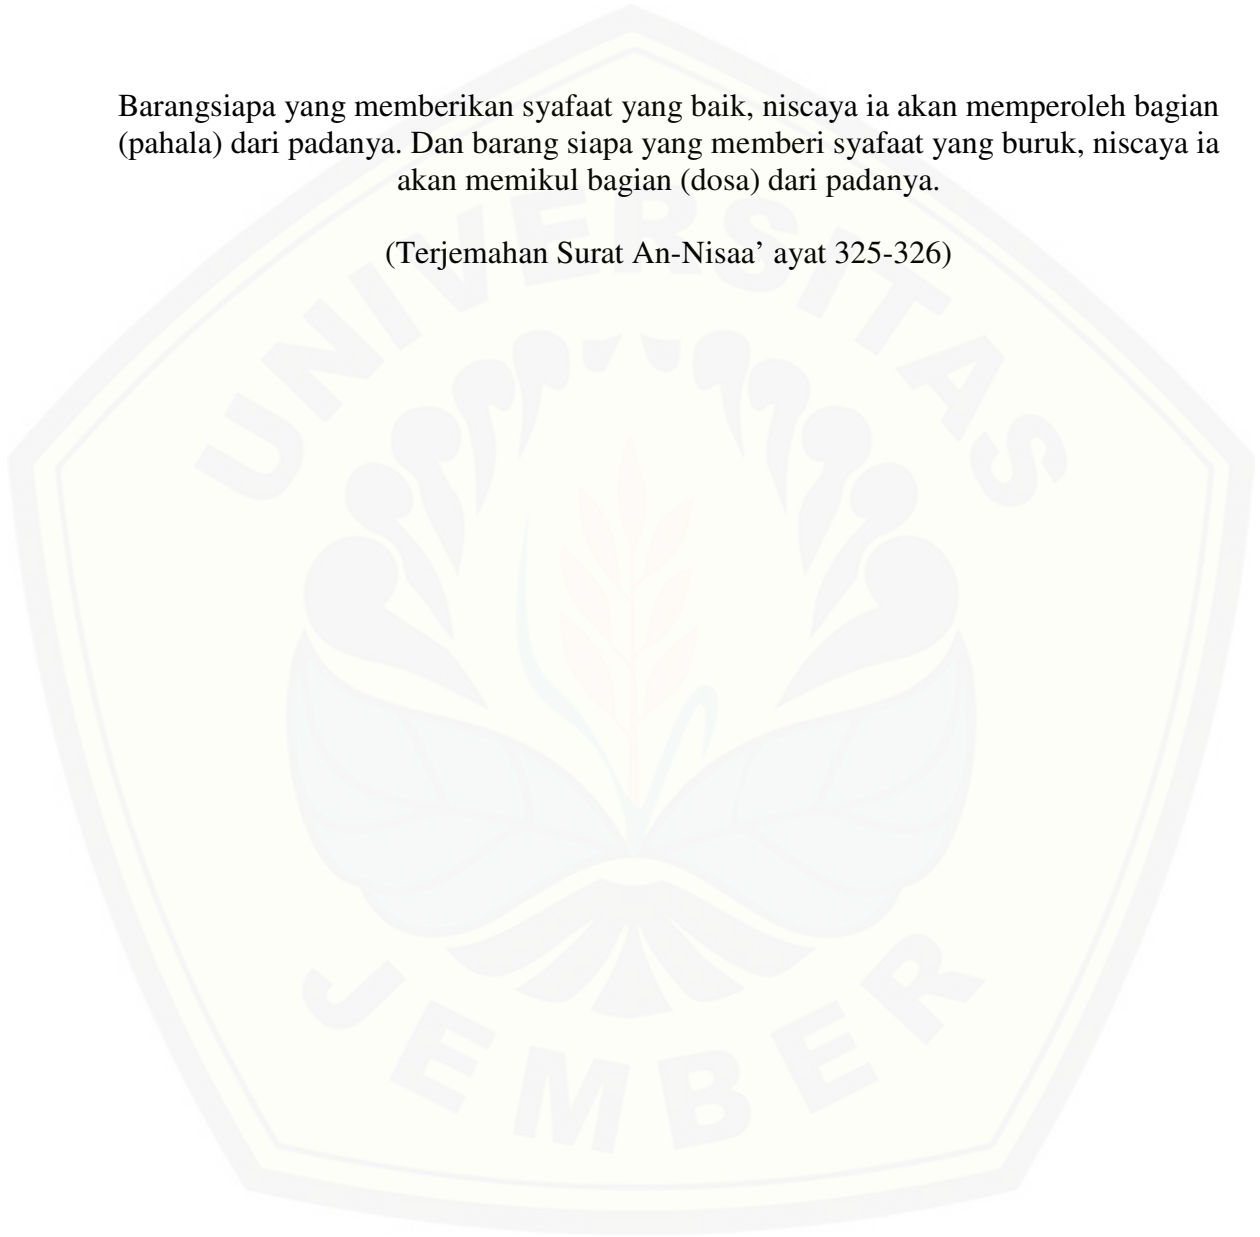 Barangsiapa yang memberikan syafaat yang baik, niscaya ia akan memperoleh bagian
(pahala) dari padanya. Dan barang siapa yang memberi syafaat yang buruk, niscaya ia
akan memikul bagian (dosa) dari padanya.
(Terjemahan Surat An-Nisaa’ ayat 325-326)
UNIVERSITAS
JEMBER